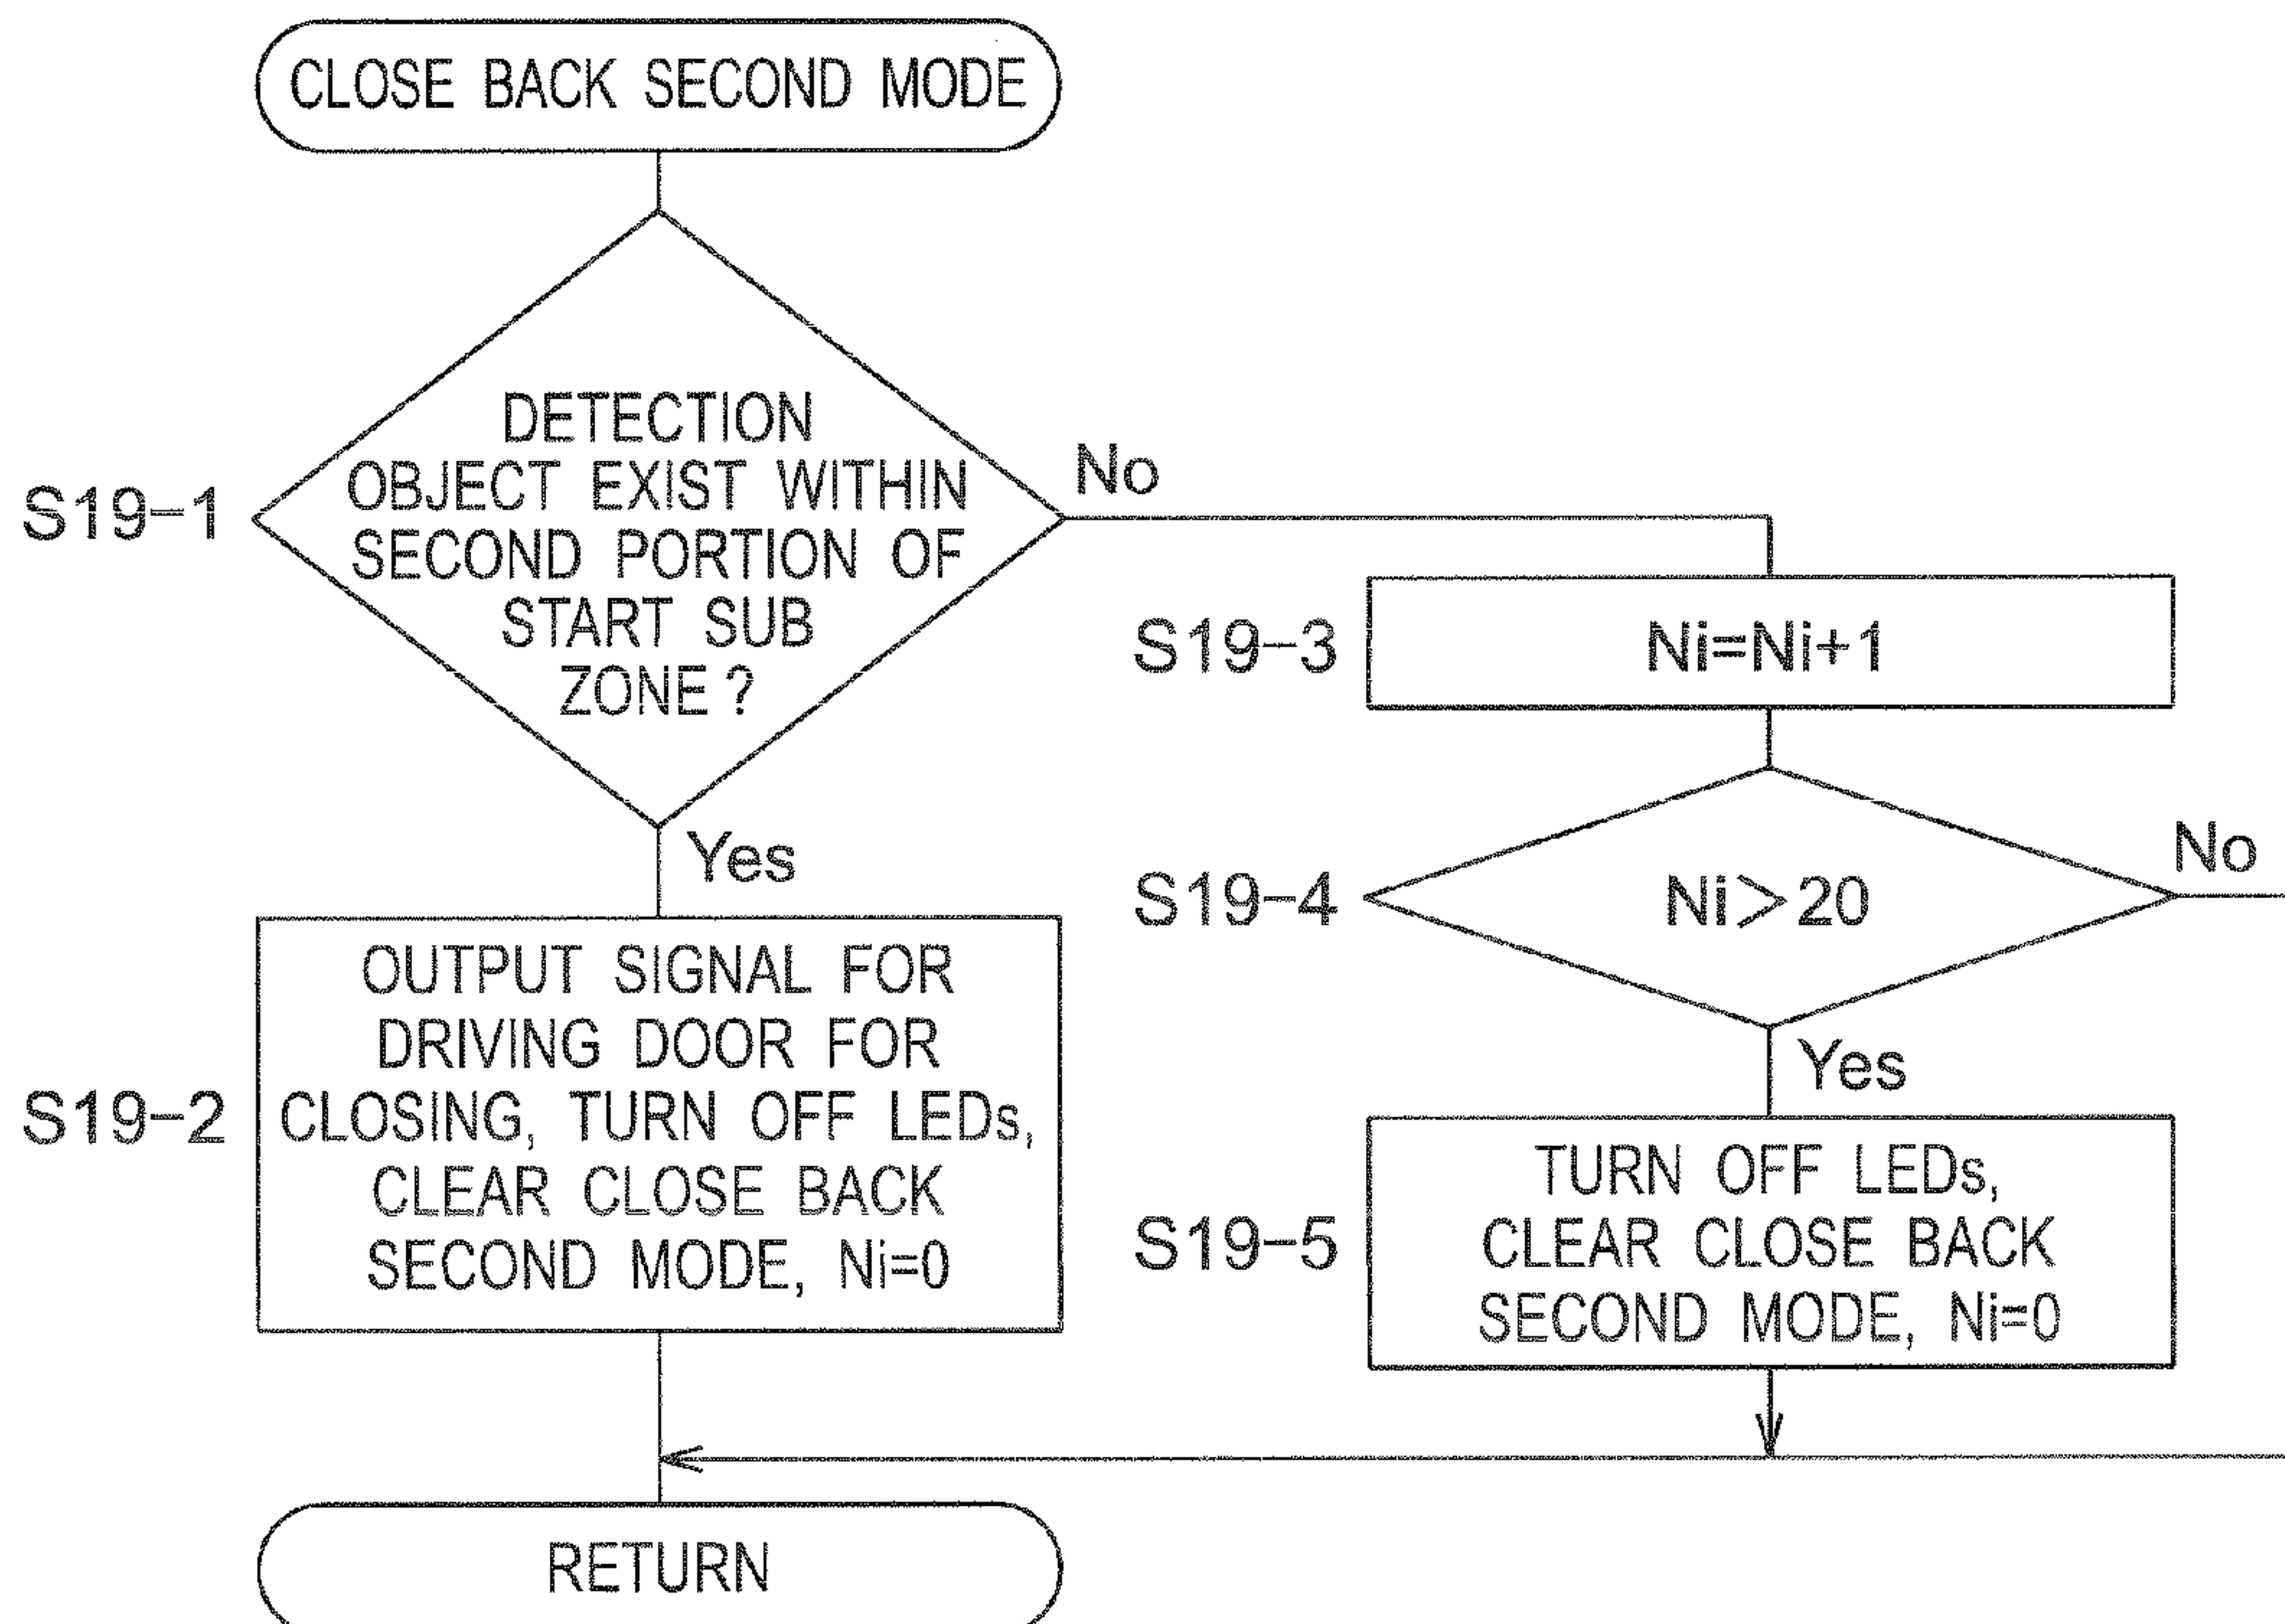 CLOSE BACK SECOND MODE
S19-1
DETECTION
OBJECT EXIST WITHIN
SECOND PORTION OF
START SUB
ZONE?
No
Yes
S19-2
OUTPUT SIGNAL FOR
DRIVING DOOR FOR
CLOSING, TURN OFF LEDs,
CLEAR CLOSE BACK
SECOND MODE, Ni=0
S19-3
Ni=Ni+1
S19-4
Ni>20
No
Yes
S19-5
TURN OFF LEDs,
CLEAR CLOSE BACK
SECOND MODE, Ni=0
RETURN